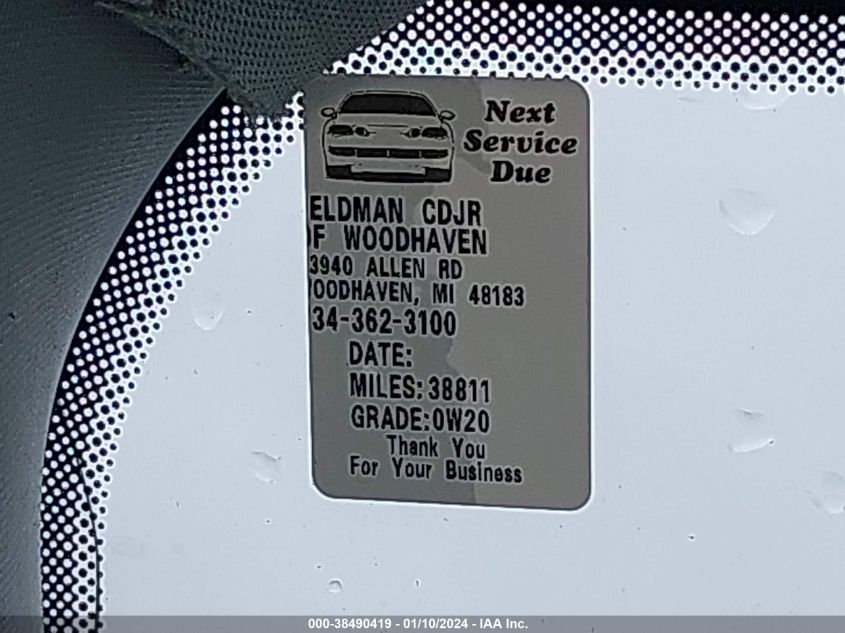 Next
Service
Due
ELDMAN CDJR
OF WOODHAVEN
3940 ALLEN RD
OODHAVEN, MI 48183
34-362-3100
DATE:
MILES:38811
GRADE:0W20
Thank You
For Your Business
000-38490419 - 01/10/2024 - IAA Inc.